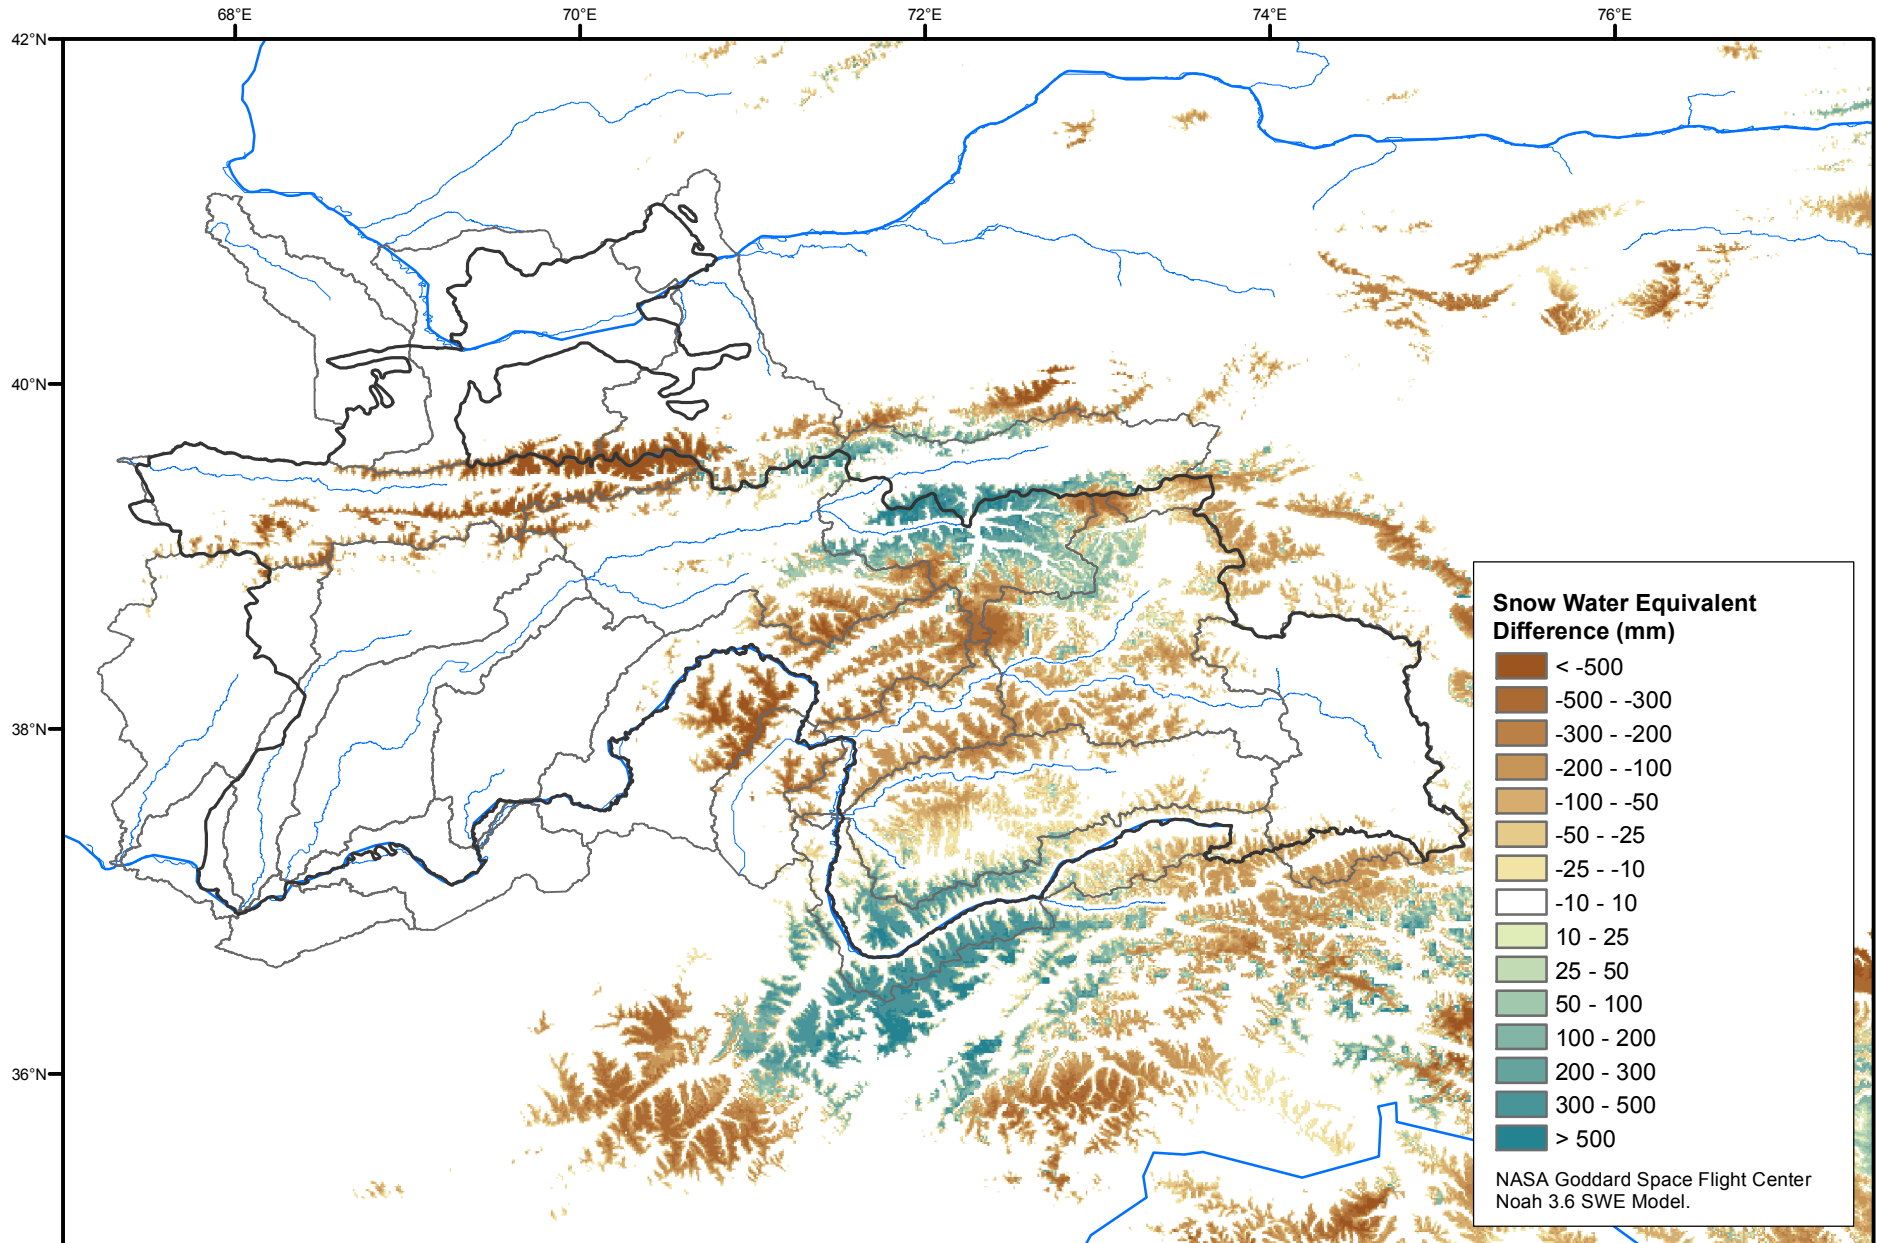 68°E
70°E
72°E
74°E
76°E
42°N
40°N
38°N
36°N
Snow Water Equivalent
Difference (mm)
< -500
-500 - -300
-300 - -200
-200 - -100
-100 - -50
-50 - -25
-25 - -10
-10 - 10
10 - 25
25 - 50
50 - 100
100 - 200
200 - 300
300 - 500
> 500
NASA Goddard Space Flight Center
Noah 3.6 SWE Model.